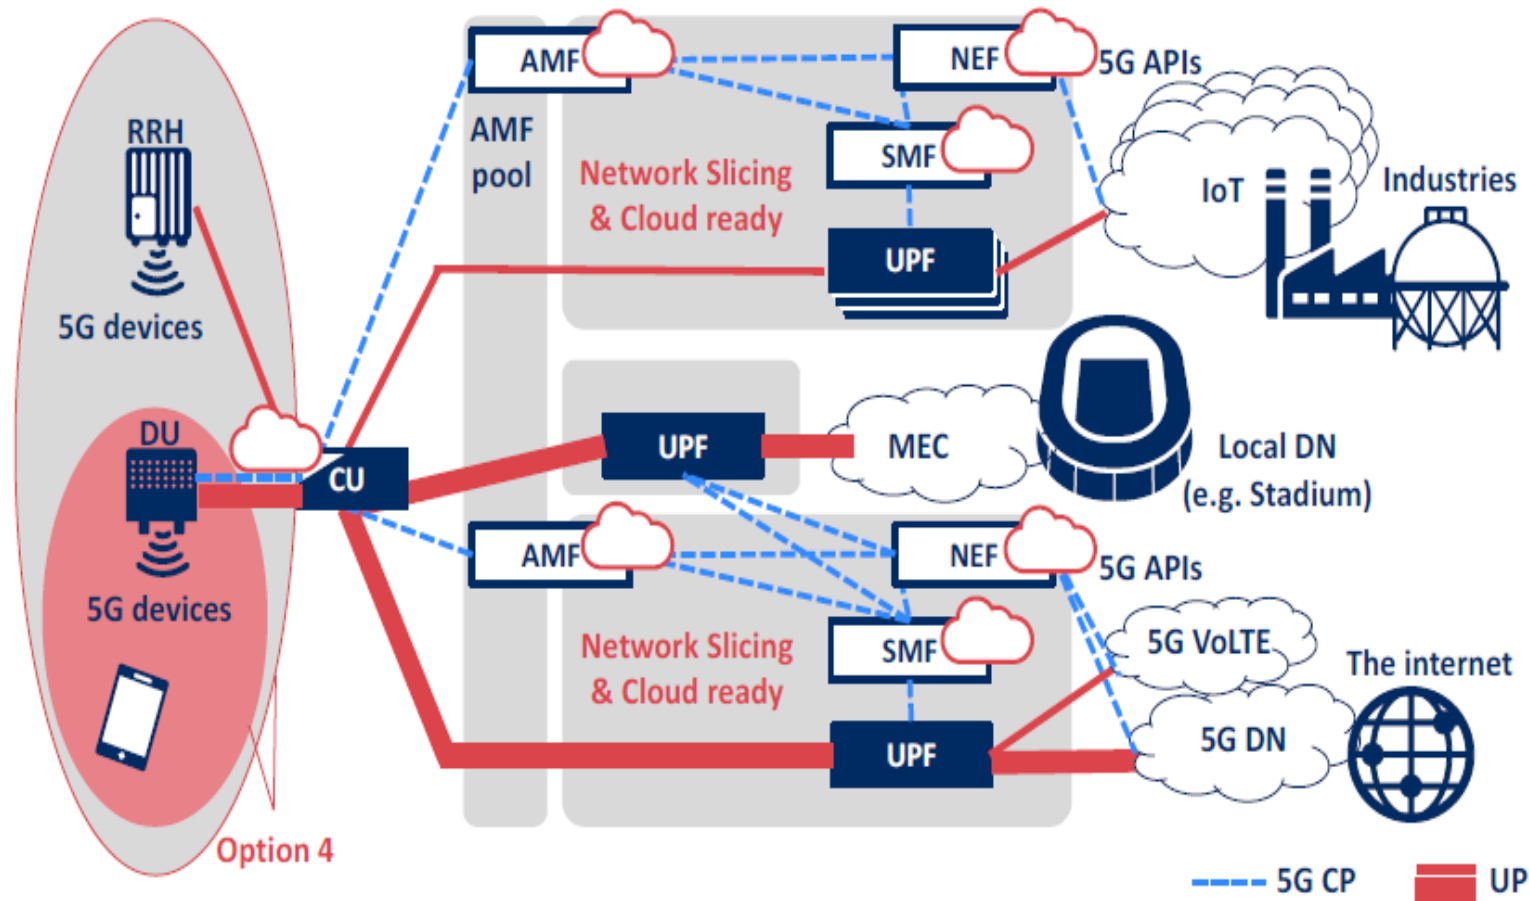 AMF
NEF
5G APIs
RRH
AMF
pool
SMF
Network Slicing
& Cloud ready
IoT
Industries
UPF
5G devices
DU
CU
UPF
MEC
Local DN
(e.g. Stadium)
AMF
NEF
5G APIs
5G devices
Network Slicing
& Cloud ready
SMF
5G VoLTE
The internet
UPF
5G DN
Option 4
5G CP
UP